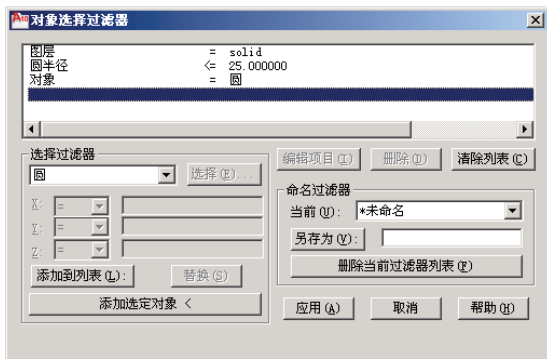 A10 对象选择过滤器
图层 = solid
圆半径 <= 25.000000
对象 = 圆
选择过滤器
圆 选择(E)...
X: =
Y: =
Z: =
添加到列表(L): 替换(S)
添加选定对象 <
编辑项目(I) 删除(D) 清除列表(C)
命名过滤器
当前(U): *未命名
另存为(V):
删除当前过滤器列表(F)
应用(A) 取消 帮助(H)